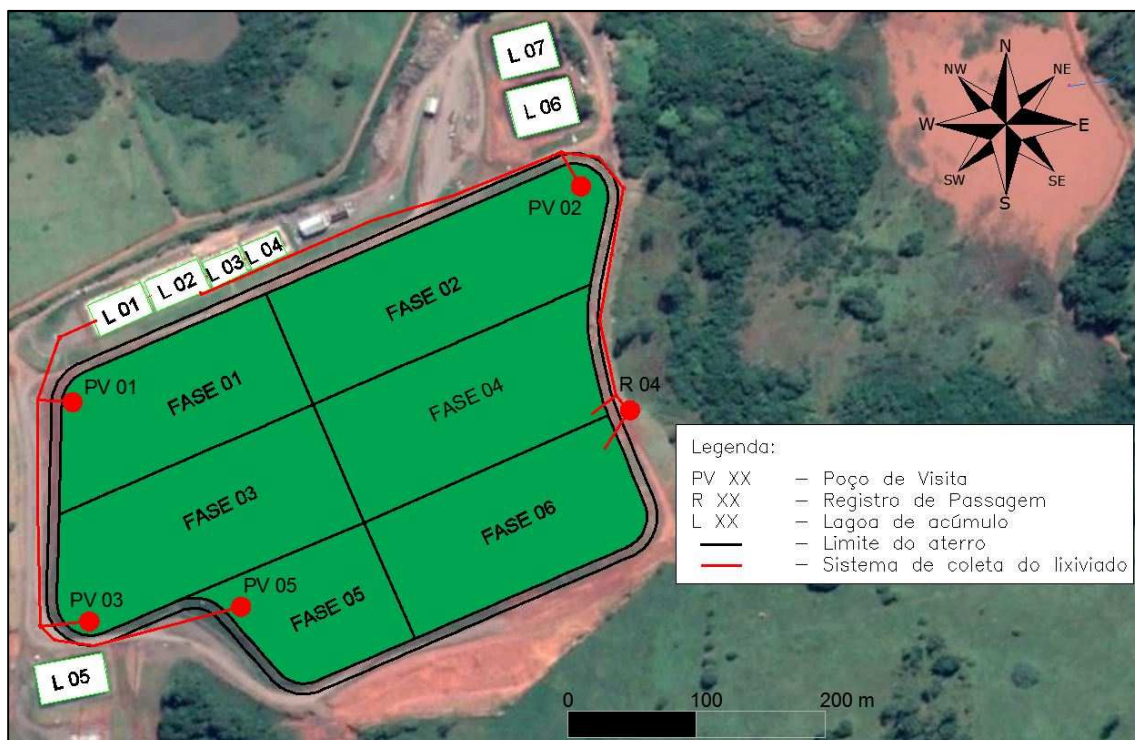 L 07
L 06
N
NW
NE
W
E
SW
SE
S
PV 02
L 04
L 03
L 02
L 01
FASE 02
PV 01
FASE 01
FASE 04
R 04
FASE 03
FASE 06
PV 05
PV 03
FASE 05
L 05
Legenda:
PV XX – Poço de Visita
R XX – Registro de Passagem
L XX – Lagoa de acúmulo
– Limite do aterro
– Sistema de coleta do lixiviado
0 100 200 m